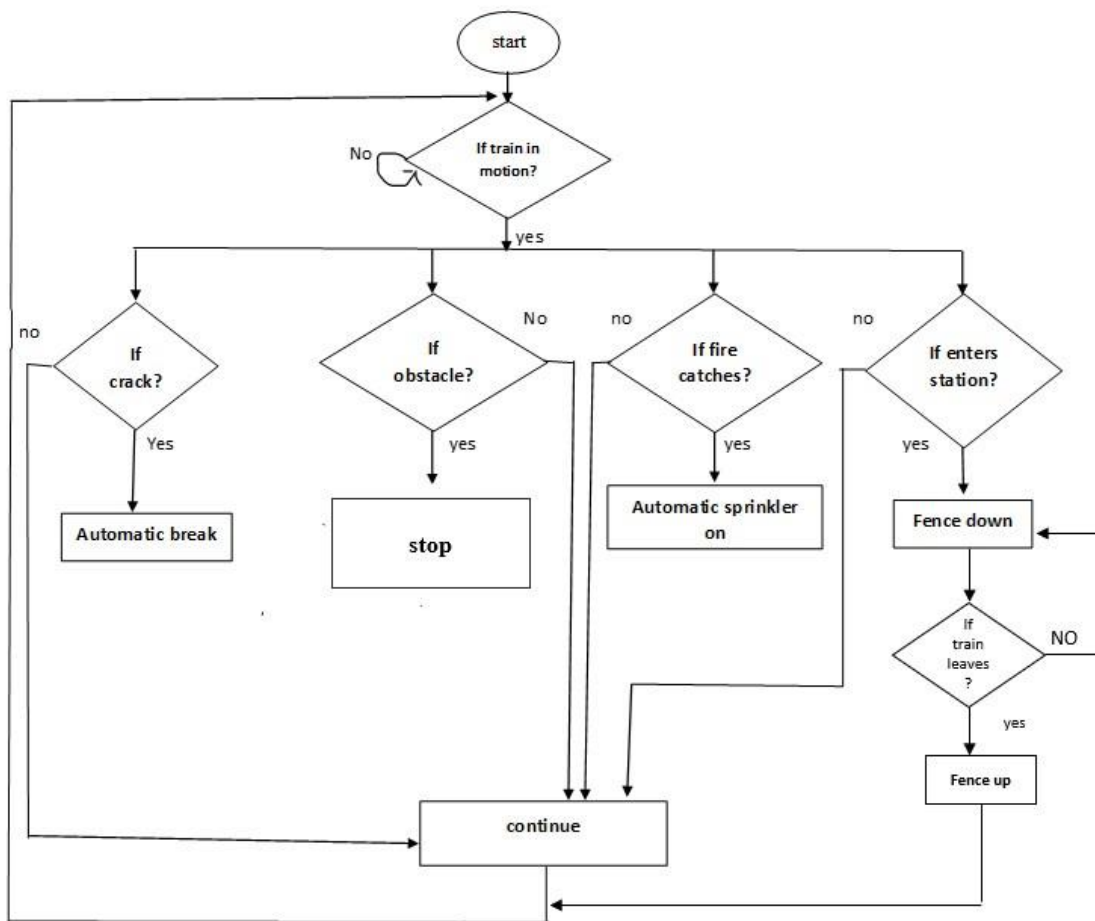 start
If train in
motion?
No
yes
no
If
crack?
Yes
Automatic break
If
obstacle?
No
yes
stop
no
If fire
catches?
yes
Automatic sprinkler
on
no
If enters
station?
yes
Fence down
If
train
leaves
?
NO
yes
Fence up
continue